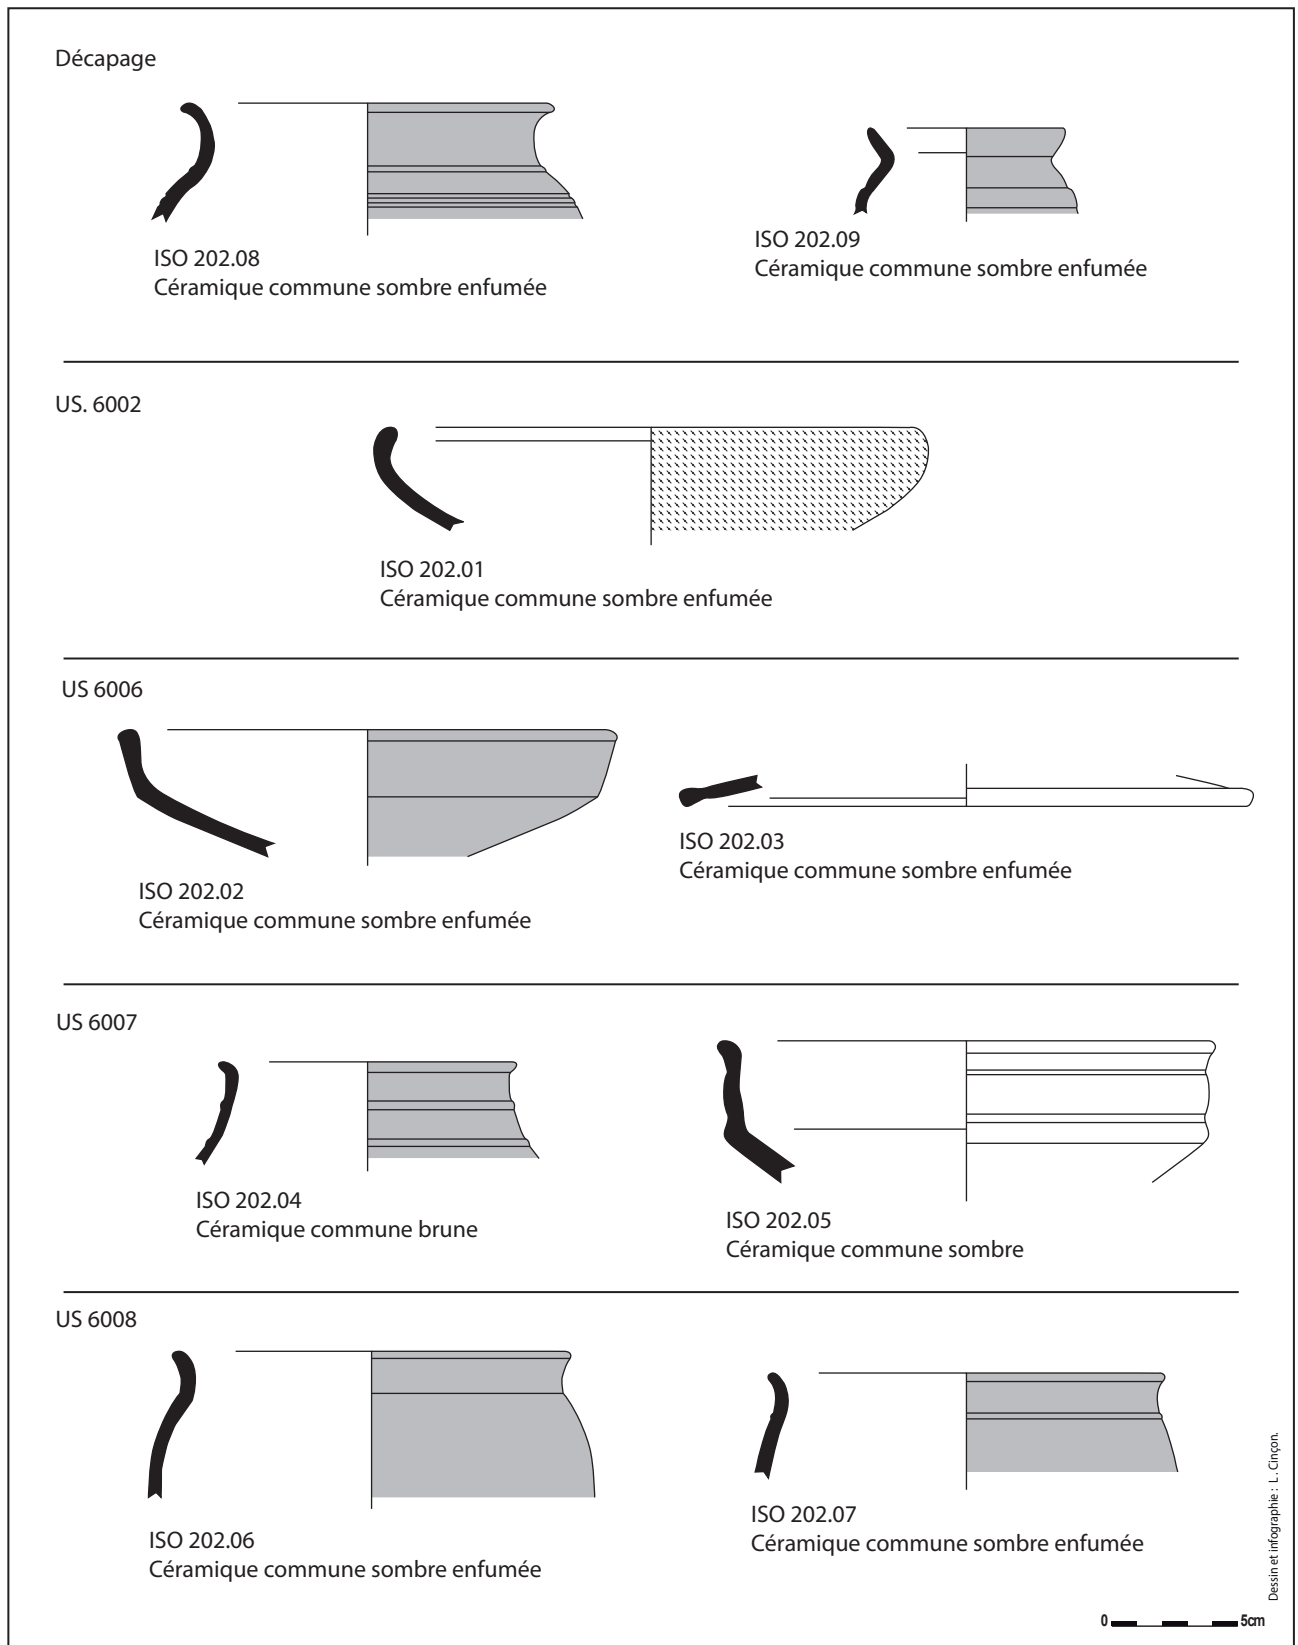 Décapage
ISO 202.08
Céramique commune sombre enfumée
ISO 202.09
Céramique commune sombre enfumée
US. 6002
ISO 202.01
Céramique commune sombre enfumée
US 6006
ISO 202.02
Céramique commune sombre enfumée
ISO 202.03
Céramique commune sombre enfumée
US 6007
ISO 202.04
Céramique commune brune
ISO 202.05
Céramique commune sombre
US 6008
ISO 202.06
Céramique commune sombre enfumée
ISO 202.07
Céramique commune sombre enfumée
Dessin et infographie : L. Cinçon.
0 5cm